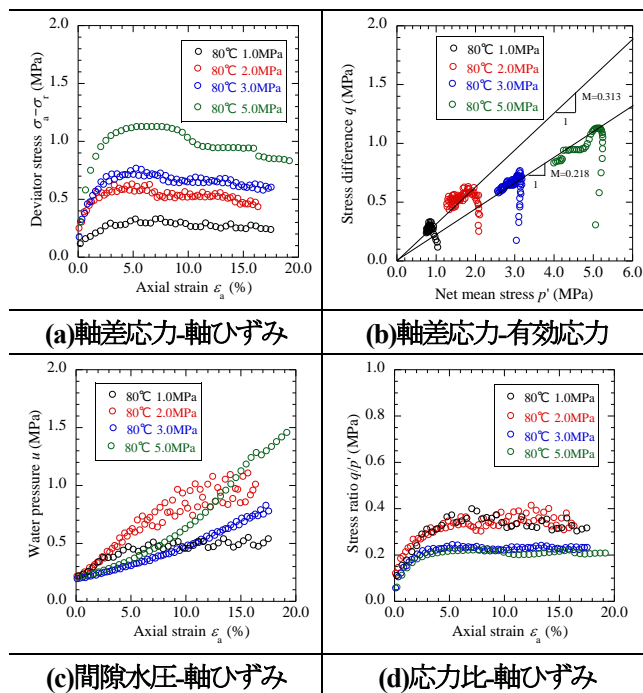 2.0
1.5
1.0
0.5
0.0
Deviator stress σa-σr (MPa)
80℃ 1.0MPa
80℃ 2.0MPa
80℃ 3.0MPa
80℃ 5.0MPa
0.0 5.0 10.0 15.0 20.0
Axial strain εa (%)
(a)軸差応力-軸ひずみ
2.0
1.5
1.0
0.5
0.0
Stress difference q (MPa)
80℃ 1.0MPa
80℃ 2.0MPa
80℃ 3.0MPa
80℃ 5.0MPa
M=0.313
1
M=0.218
1
0.0 1.0 2.0 3.0 4.0 5.0 6.0
Net mean stress p' (MPa)
(b)軸差応力-有効応力
2.0
1.5
1.0
0.5
0.0
Water pressure u (MPa)
80℃ 1.0MPa
80℃ 2.0MPa
80℃ 3.0MPa
80℃ 5.0MPa
0.0 5.0 10.0 15.0 20.0
Axial strain εa (%)
(c)間隙水圧-軸ひずみ
1.0
0.8
0.6
0.4
0.2
0.0
Stress ratio q/p' (MPa)
80℃ 1.0MPa
80℃ 2.0MPa
80℃ 3.0MPa
80℃ 5.0MPa
0.0 5.0 10.0 15.0 20.0
Axial strain εa (%)
(d)応力比-軸ひずみ